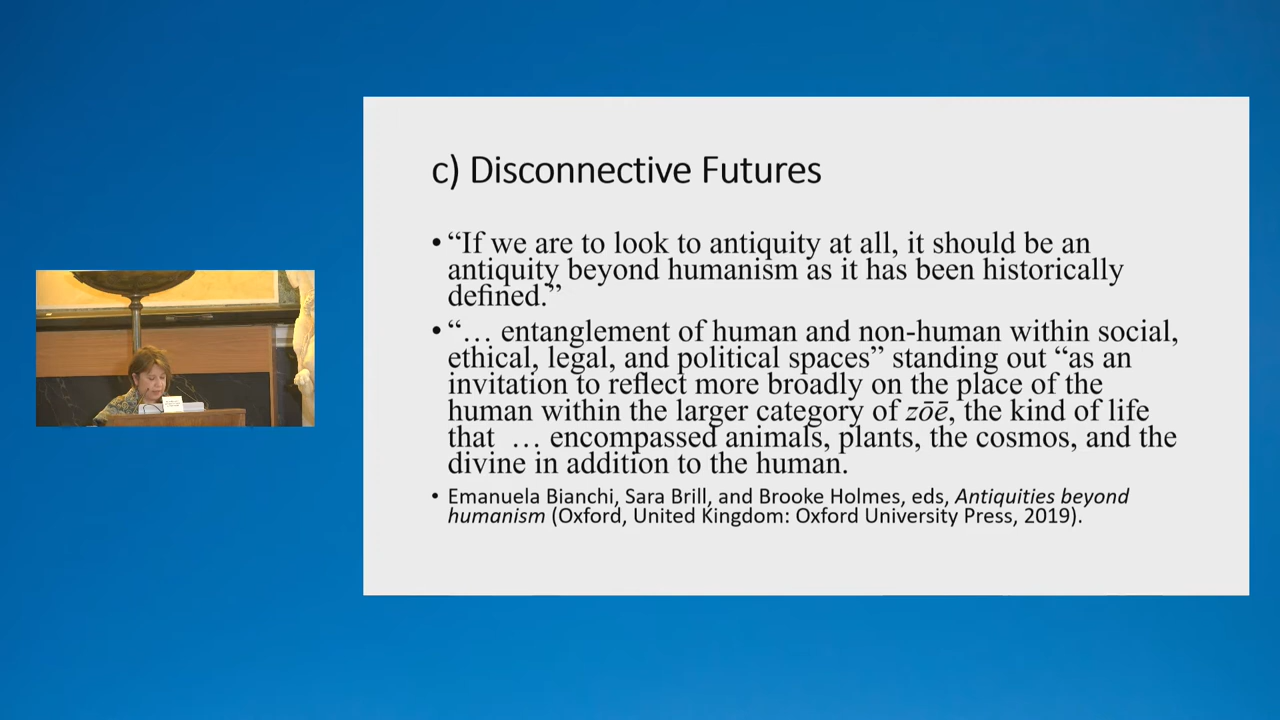 c) Disconnective Futures
• “If we are to look to antiquity at all, it should be an
antiquity beyond humanism as it has been historically
defined.”
• “… entanglement of human and non-human within social,
ethical, legal, and political spaces” standing out “as an
invitation to reflect more broadly on the place of the
human within the larger category of zōē, the kind of life
that … encompassed animals, plants, the cosmos, and the
divine in addition to the human.
• Emanuela Bianchi, Sara Brill, and Brooke Holmes, eds, Antiquities beyond
humanism (Oxford, United Kingdom: Oxford University Press, 2019).